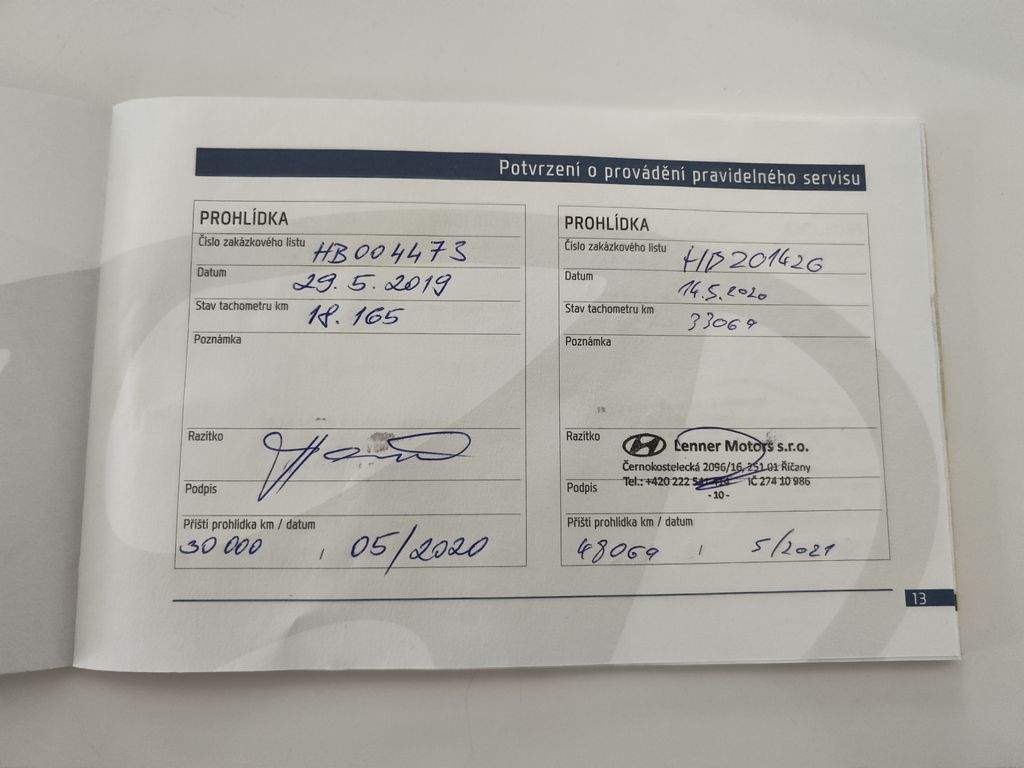 Potvrzení o provádění pravidelného servisu
PROHLÍDKA
Číslo zakázkového listu HB004473
Datum 29.5.2019
Stav tachometru km 18.165
Poznámka
Razítko
Podpis
Příští prohlídka km / datum
30 000 / 05/2020
PROHLÍDKA
Číslo zakázkového listu HB201426
Datum 14.5.2020
Stav tachometru km 33069
Poznámka
Razítko Lenner Motors s.r.o.
Černokostelecká 2096/16, 251 01 Říčany
Tel.: +420 222 IČ 274 10 986
Podpis
- 10 -
Příští prohlídka km / datum
48069 / 5/2021
13